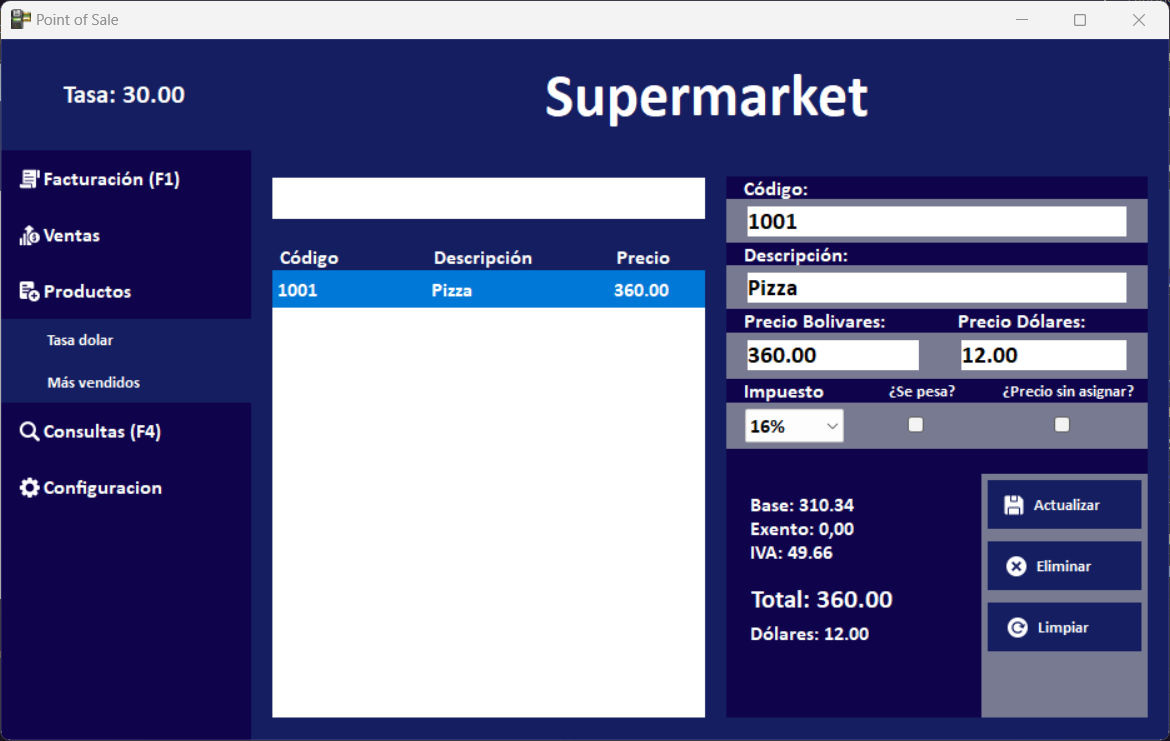 Point of Sale
Tasa: 30.00
Supermarket
Facturación (F1)
Ventas
Productos
Tasa dolar
Más vendidos
Consultas (F4)
Configuracion
Código Descripción Precio
1001 Pizza 360.00
Código:
1001
Descripción:
Pizza
Precio Bolivares: Precio Dólares:
360.00 12.00
Impuesto ¿Se pesa? ¿Precio sin asignar?
16%
Base: 310.34
Exento: 0,00
IVA: 49.66
Total: 360.00
Dólares: 12.00
Actualizar
Eliminar
Limpiar